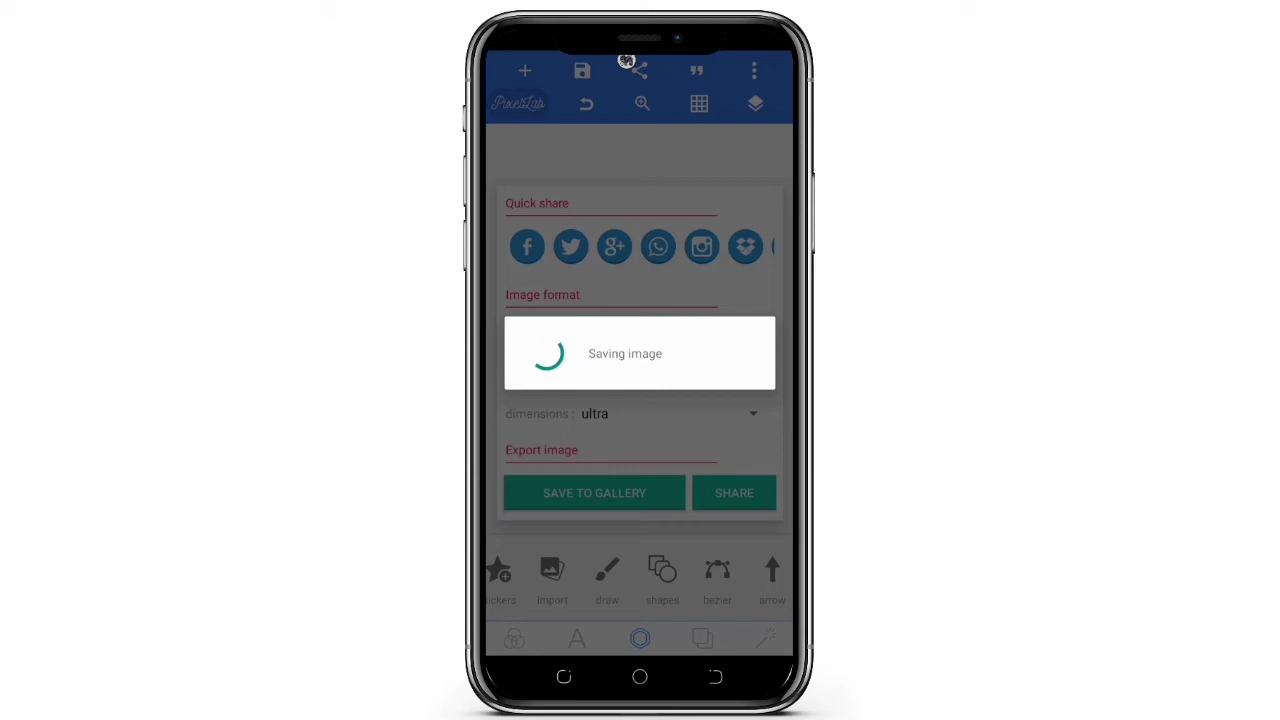 PixelLab
Quick share
Image format
Saving image
dimensions : ultra
Export image
SAVE TO GALLERY SHARE
ickers import draw shapes bezier arrow